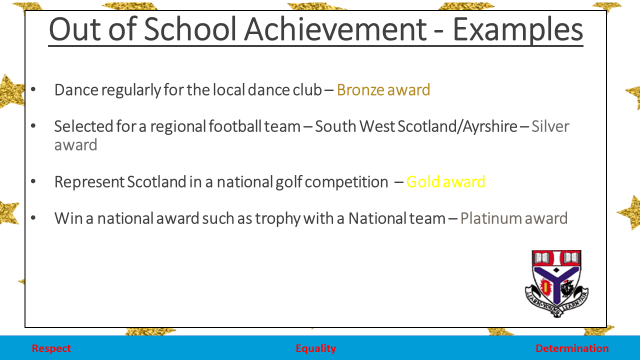 Out of School Achievement - Examples
• Dance regularly for the local dance club – Bronze award
• Selected for a regional football team – South West Scotland/Ayrshire – Silver
award
• Represent Scotland in a national golf competition – Gold award
• Win a national award such as trophy with a National team – Platinum award
Respect Equality Determination